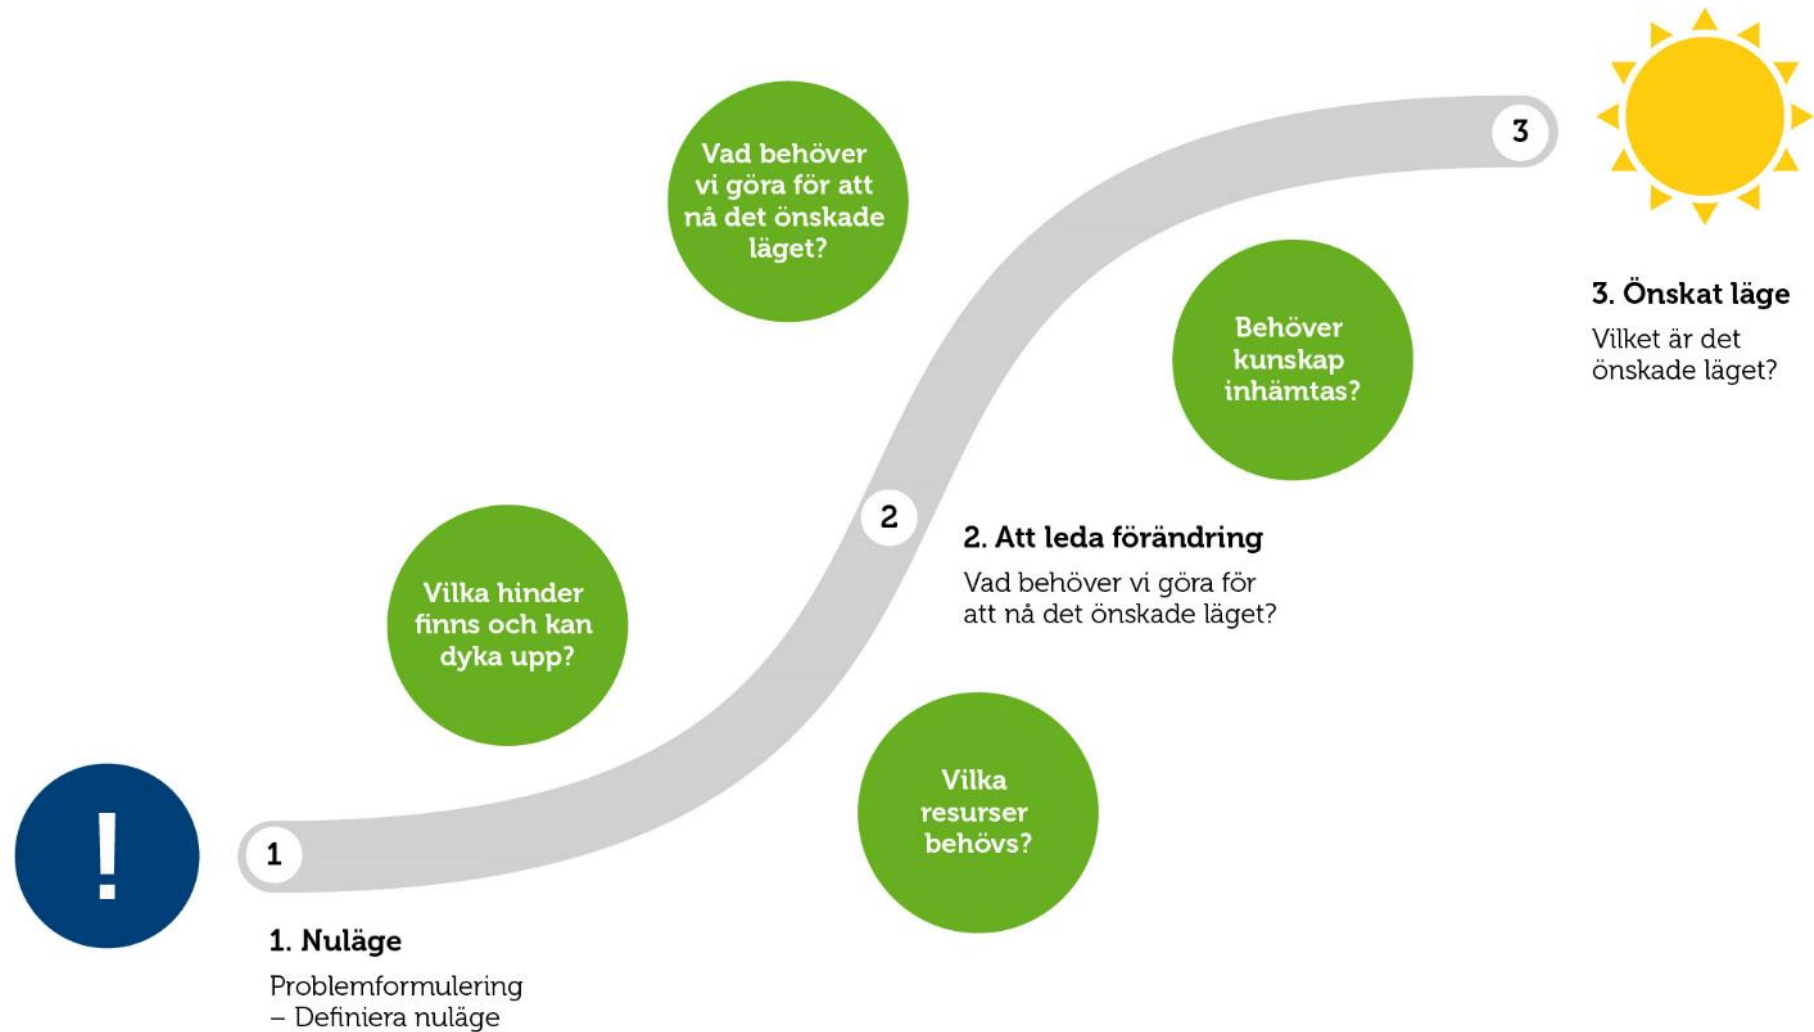 Vad behöver
vi göra för att
nå det önskade
läget?
3
3. Önskat läge
Vilket är det
önskade läget?
Behöver
kunskap
inhämtas?
2
2. Att leda förändring
Vad behöver vi göra för
att nå det önskade läget?
Vilka hinder
finns och kan
dyka upp?
Vilka
resurser
behövs?
!
1
1. Nuläge
Problemformulering
– Definiera nuläge